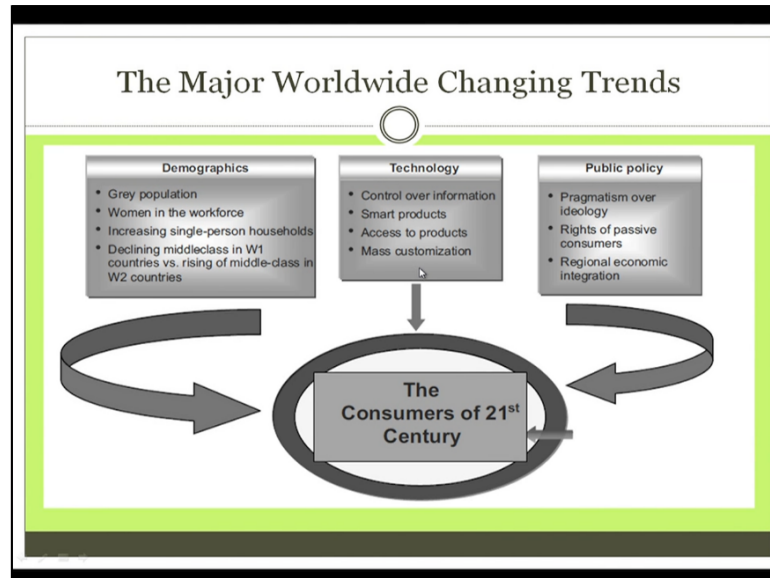 The Major Worldwide Changing Trends
Demographics
• Grey population
• Women in the workforce
• Increasing single-person households
• Declining middleclass in W1
countries vs. rising of middle-class in
W2 countries
Technology
• Control over information
• Smart products
• Access to products
• Mass customization
Public policy
• Pragmatism over
ideology
• Rights of passive
consumers
• Regional economic
integration
The
Consumers of 21st
Century